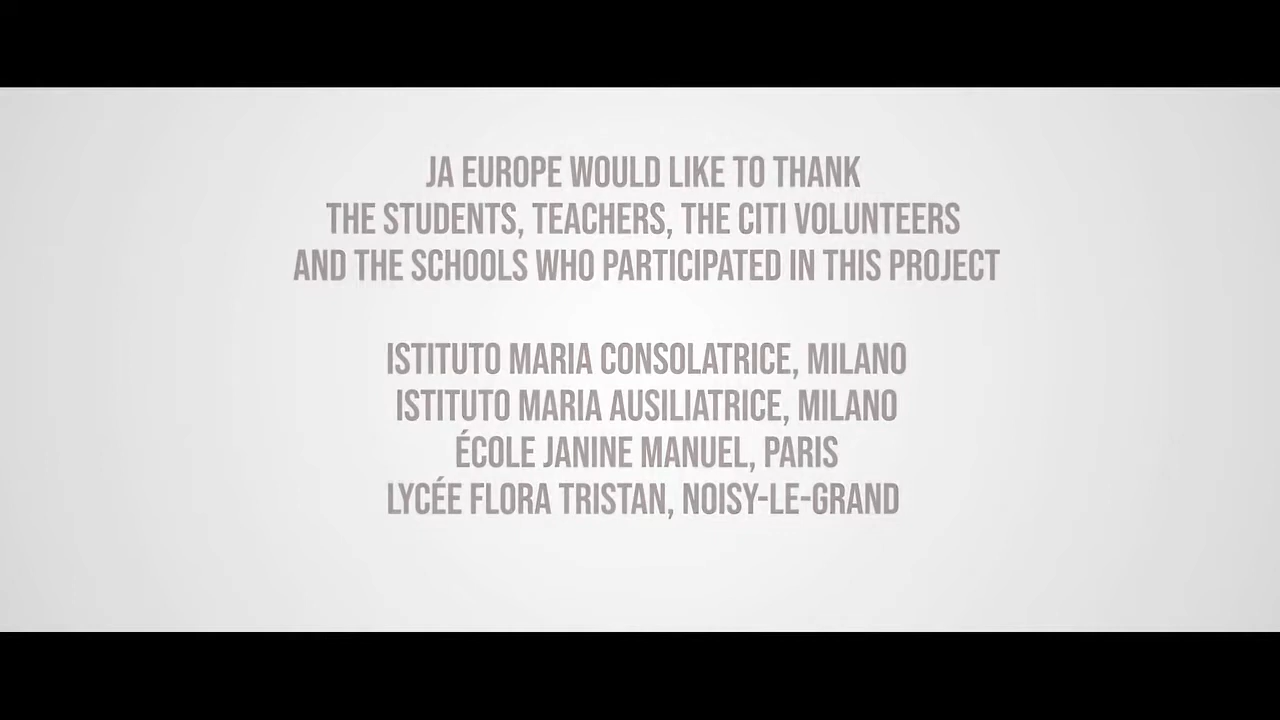 JA EUROPE WOULD LIKE TO THANK
THE STUDENTS, TEACHERS, THE CITI VOLUNTEERS
AND THE SCHOOLS WHO PARTICIPATED IN THIS PROJECT
ISTITUTO MARIA CONSOLATRICE, MILANO
ISTITUTO MARIA AUSILIATRICE, MILANO
ÉCOLE JANINE MANUEL, PARIS
LYCÉE FLORA TRISTAN, NOISY-LE-GRAND